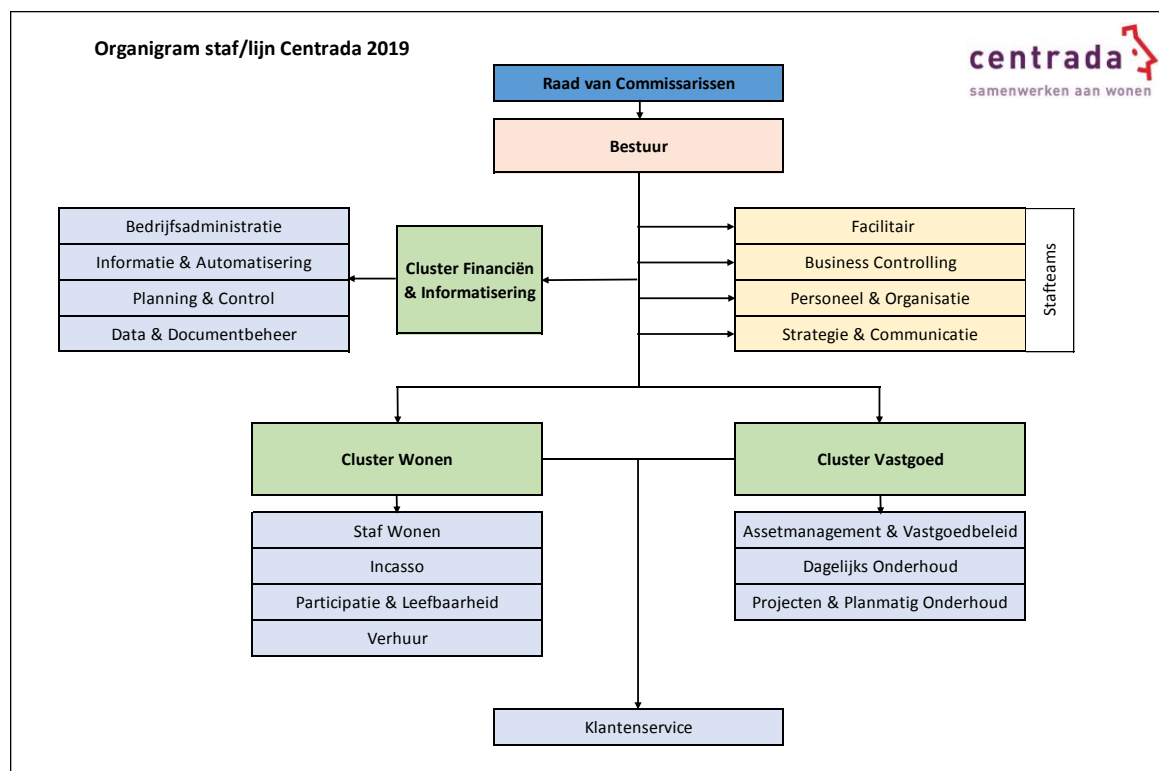 Organigram staf/lijn Centrada 2019
centrada
samenwerken aan wonen
Raad van Commissarissen
Bestuur
Bedrijfsadministratie
Informatie & Automatisering
Planning & Control
Data & Documentbeheer
Cluster Financiën
& Informatisering
Facilitair
Business Controlling
Personeel & Organisatie
Strategie & Communicatie
Stafteams
Cluster Wonen
Cluster Vastgoed
Staf Wonen
Incasso
Participatie & Leefbaarheid
Verhuur
Assetmanagement & Vastgoedbeleid
Dagelijks Onderhoud
Projecten & Planmatig Onderhoud
Klantenservice